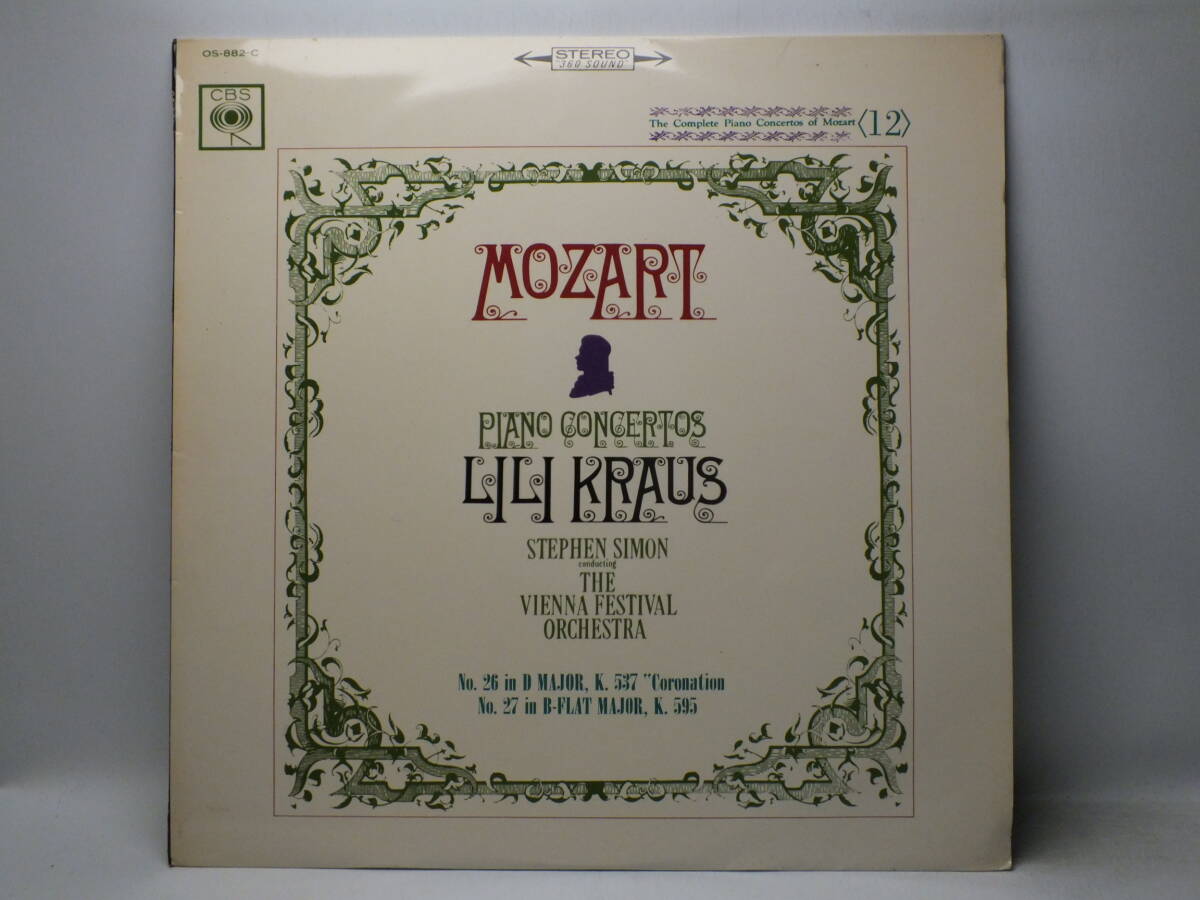 OS-882-C
STEREO
"360 SOUND"
CBS
The Complete Piano Concertos of Mozart 〈12〉
MOZART
PIANO CONCERTOS
LILI KRAUS
STEPHEN SIMON
conducting
THE
VIENNA FESTIVAL
ORCHESTRA
No. 26 in D MAJOR, K. 537 "Coronation
No. 27 in B-FLAT MAJOR, K. 595